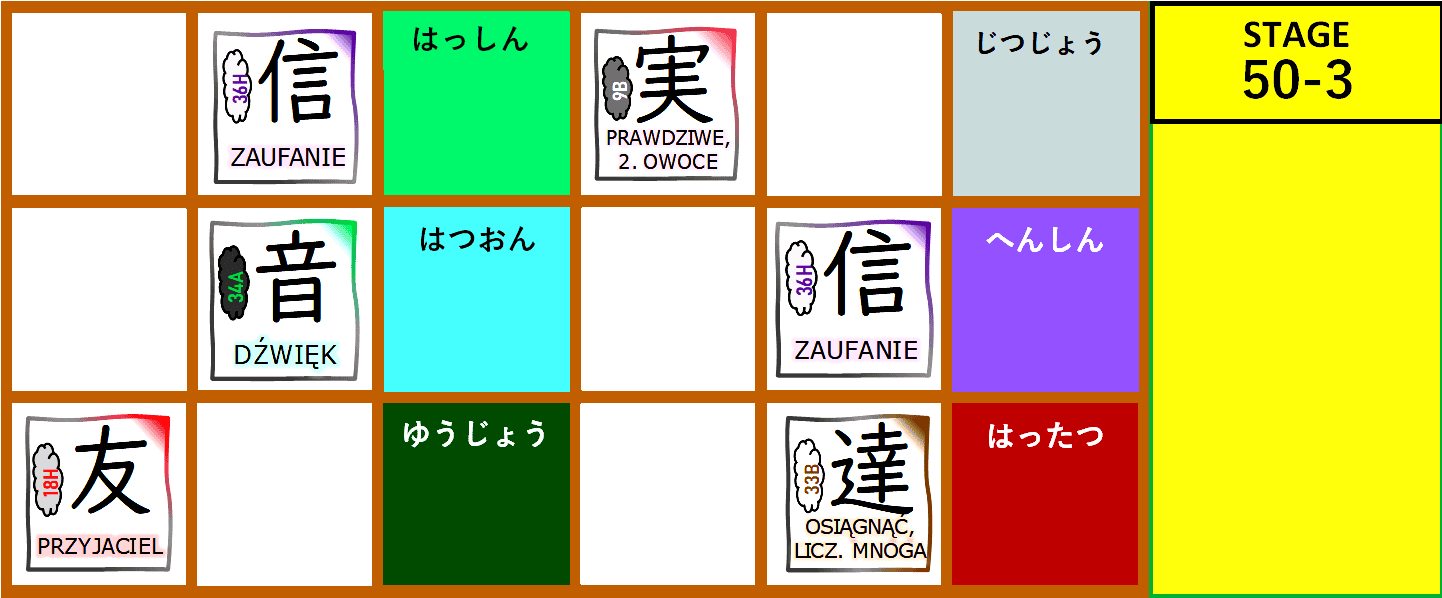 36H
信
ZAUFANIE
はっしん
9B
実
PRAWDZIWE,
2. OWOCE
じつじょう
STAGE
50-3
34A
音
DŹWIĘK
はつおん
36H
信
ZAUFANIE
へんしん
18H
友
PRZYJACIEL
ゆうじょう
33B
達
OSIĄGNĄĆ,
LICZ. MNOGA
はったつ